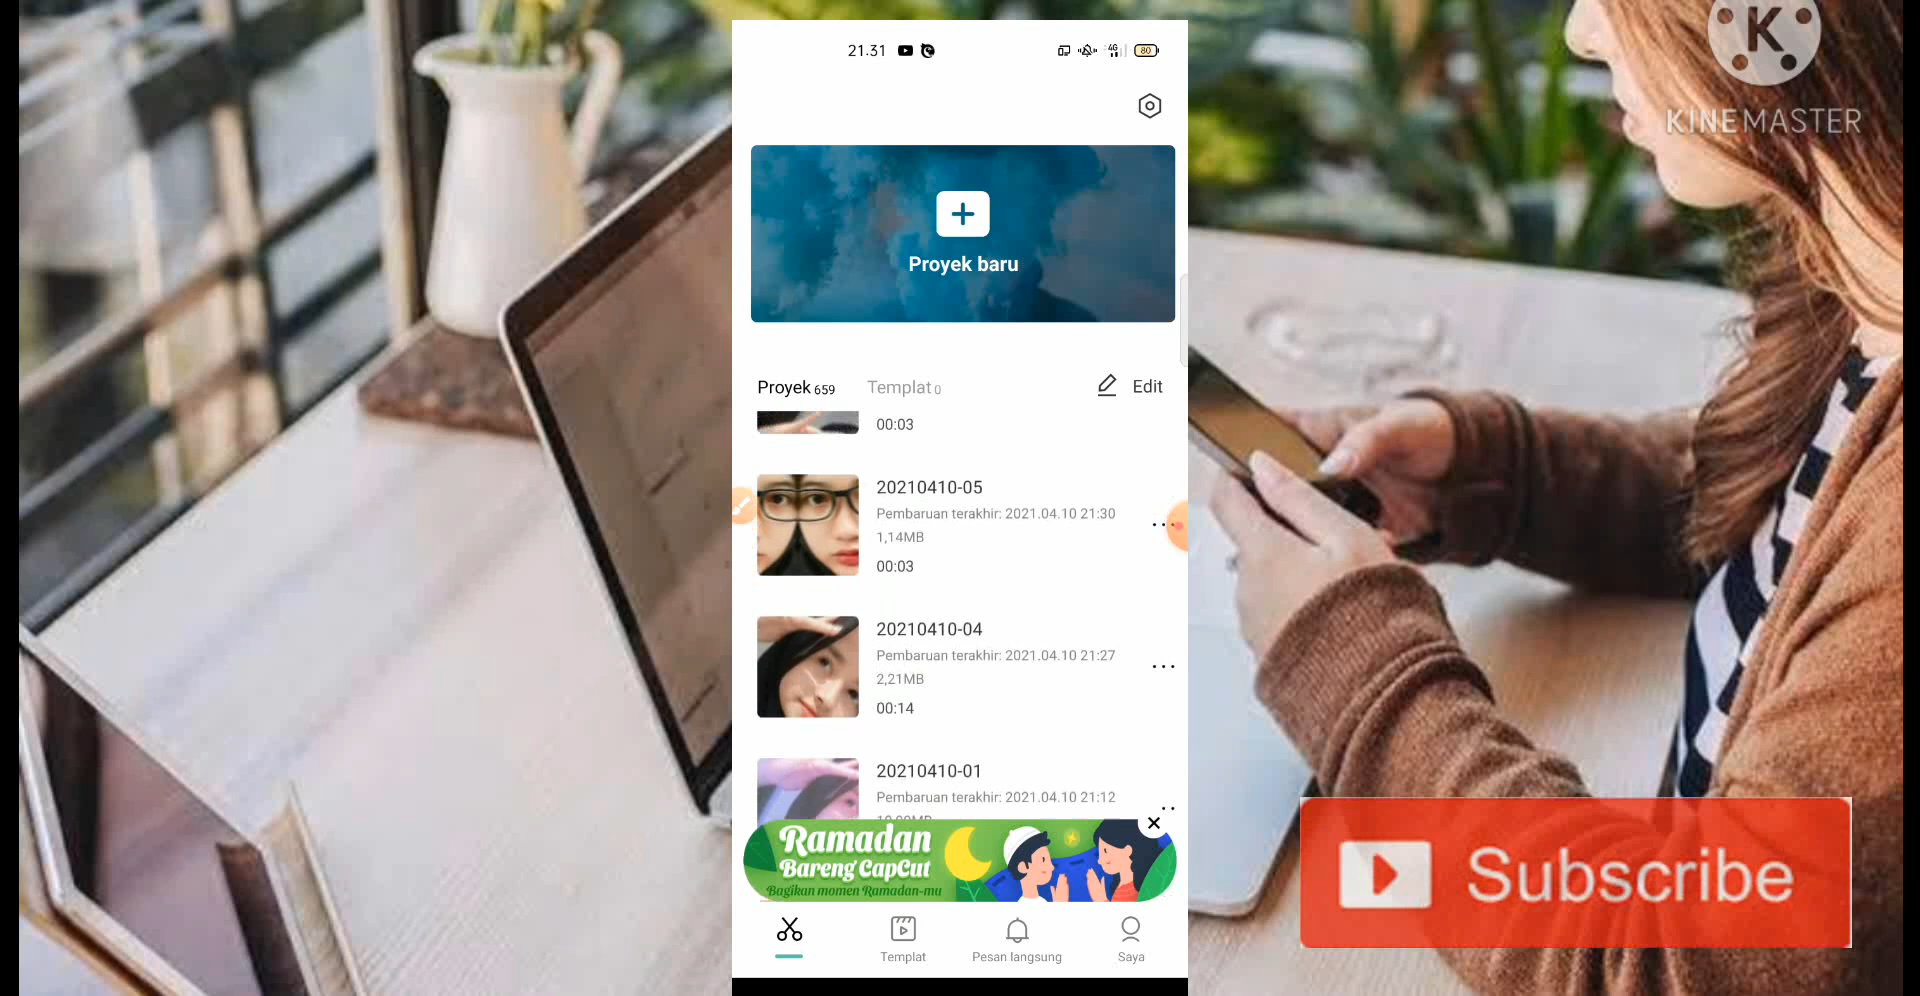 21.31
4G
80
K
KINEMASTER
Proyek baru
Proyek 659
Templat 0
Edit
00:03
20210410-05
Pembaruan terakhir: 2021.04.10 21:30
1,14MB
00:03
20210410-04
Pembaruan terakhir: 2021.04.10 21:27
2,21MB
00:14
20210410-01
Pembaruan terakhir: 2021.04.10 21:12
Ramadan
Bareng CapCut
Bagikan momen Ramadan-mu
Subscribe
Templat
Pesan langsung
Saya